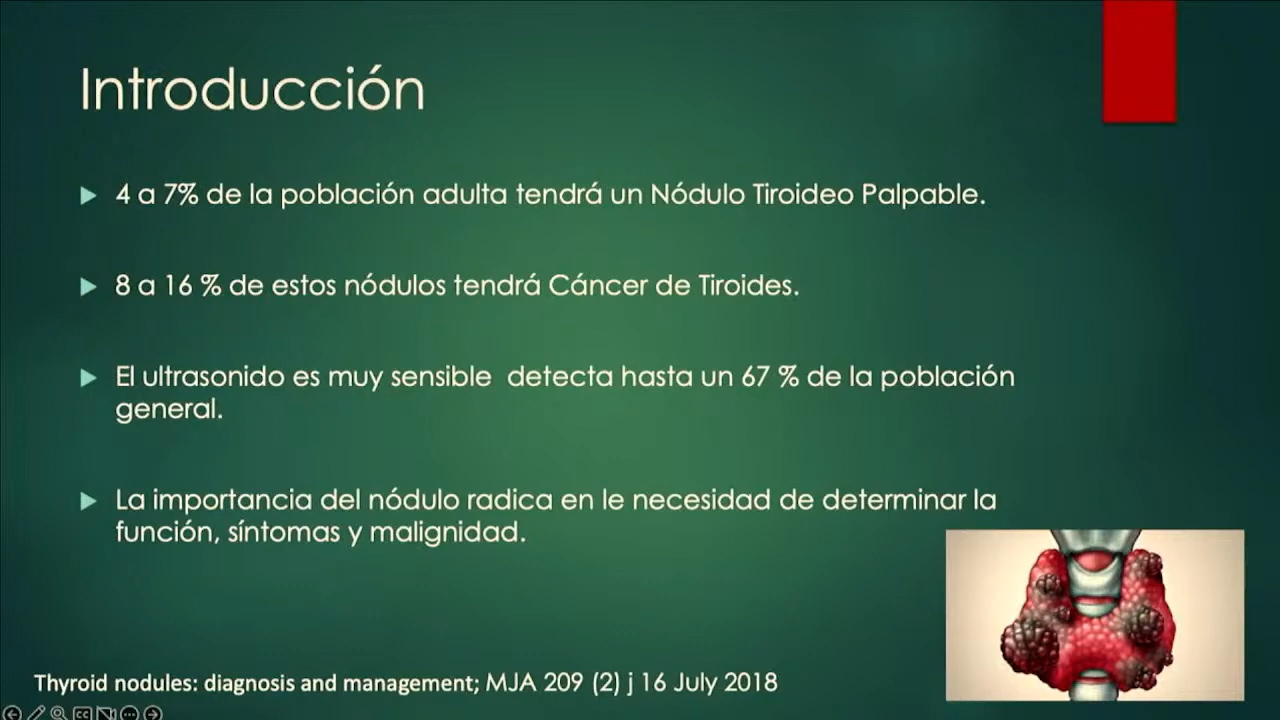 Introducción
4 a 7% de la población adulta tendrá un Nódulo Tiroideo Palpable.
8 a 16 % de estos nódulos tendrá Cáncer de Tiroides.
El ultrasonido es muy sensible  detecta hasta un 67 % de la población
general.
La importancia del nódulo radica en le necesidad de determinar la
función, síntomas y malignidad.
Thyroid nodules: diagnosis and management; MJA 209 (2) j 16 July 2018
CC